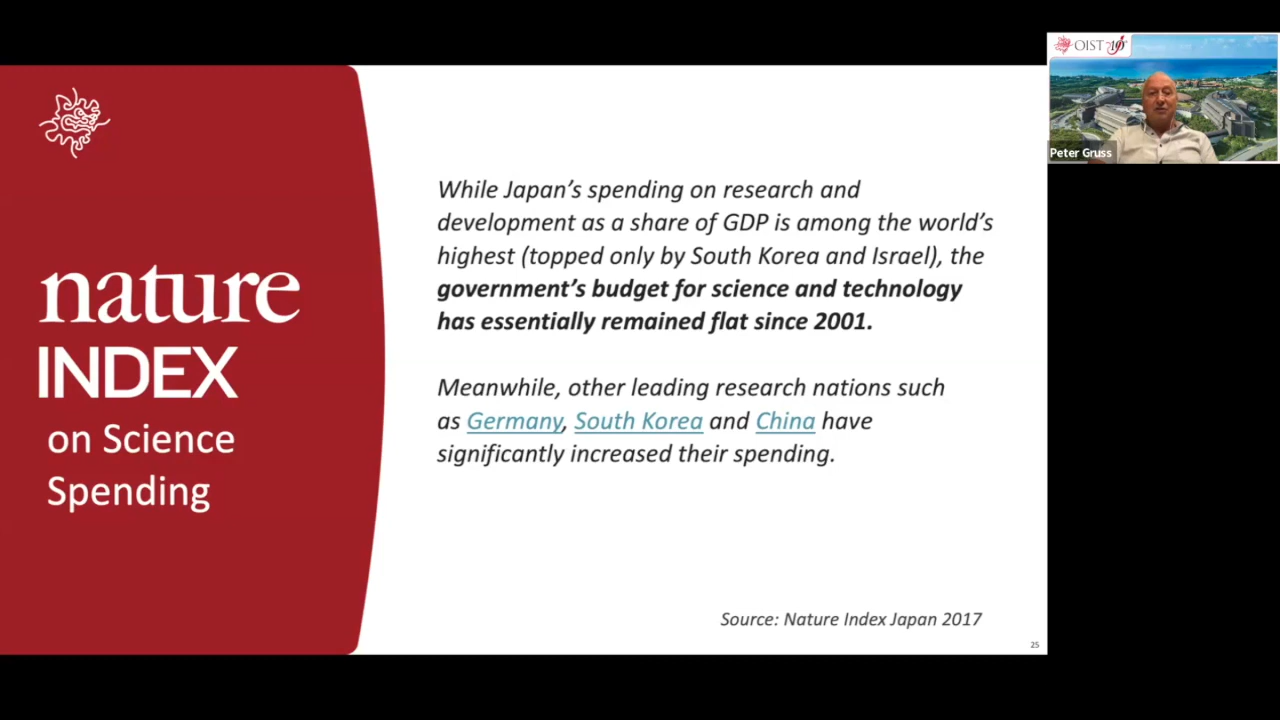 nature
INDEX
on Science
Spending
While Japan's spending on research and
development as a share of GDP is among the world's
highest (topped only by South Korea and Israel), the
government's budget for science and technology
has essentially remained flat since 2001.
Meanwhile, other leading research nations such
as Germany, South Korea and China have
significantly increased their spending.
Source: Nature Index Japan 2017
25
OIST 10
Peter Gruss